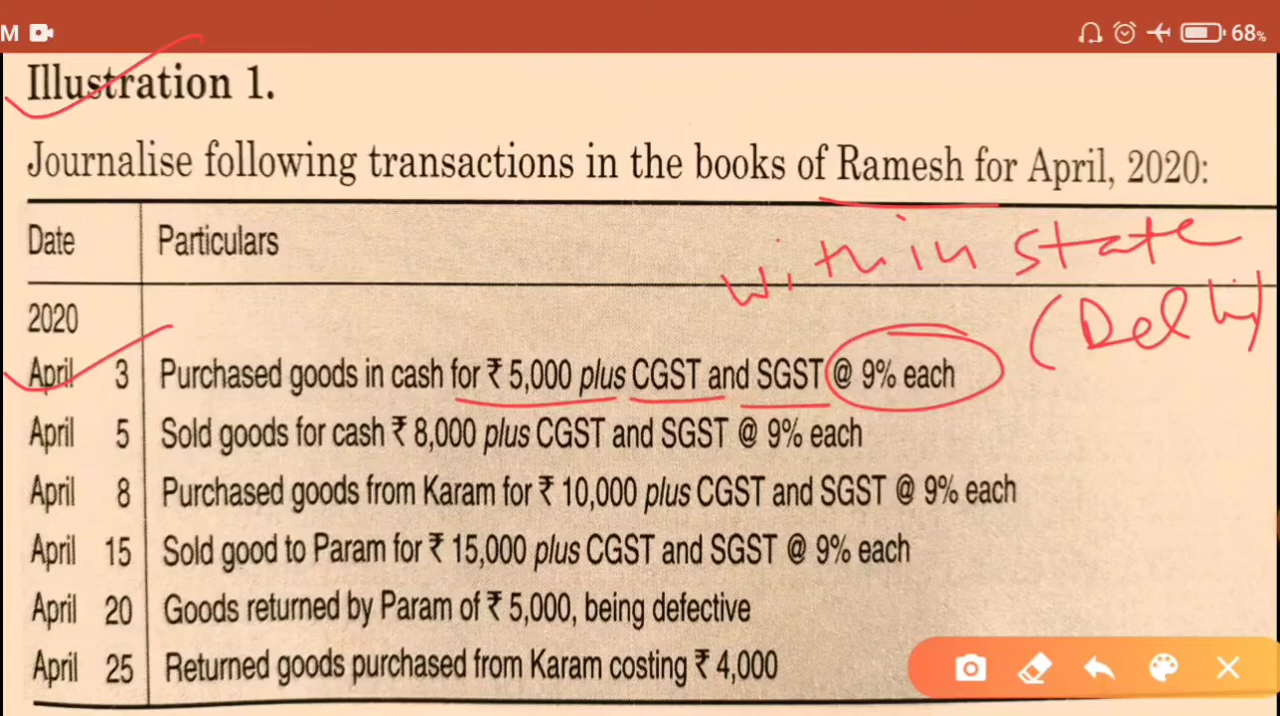 M 68%
Illustration 1.
Journalise following transactions in the books of Ramesh for April, 2020:
Date Particulars
within state
2020
(Delhi)
April 3 Purchased goods in cash for ₹ 5,000 plus CGST and SGST @ 9% each
April 5 Sold goods for cash ₹ 8,000 plus CGST and SGST @ 9% each
April 8 Purchased goods from Karam for ₹ 10,000 plus CGST and SGST @ 9% each
April 15 Sold good to Param for ₹ 15,000 plus CGST and SGST @ 9% each
April 20 Goods returned by Param of ₹ 5,000, being defective
April 25 Returned goods purchased from Karam costing ₹ 4,000